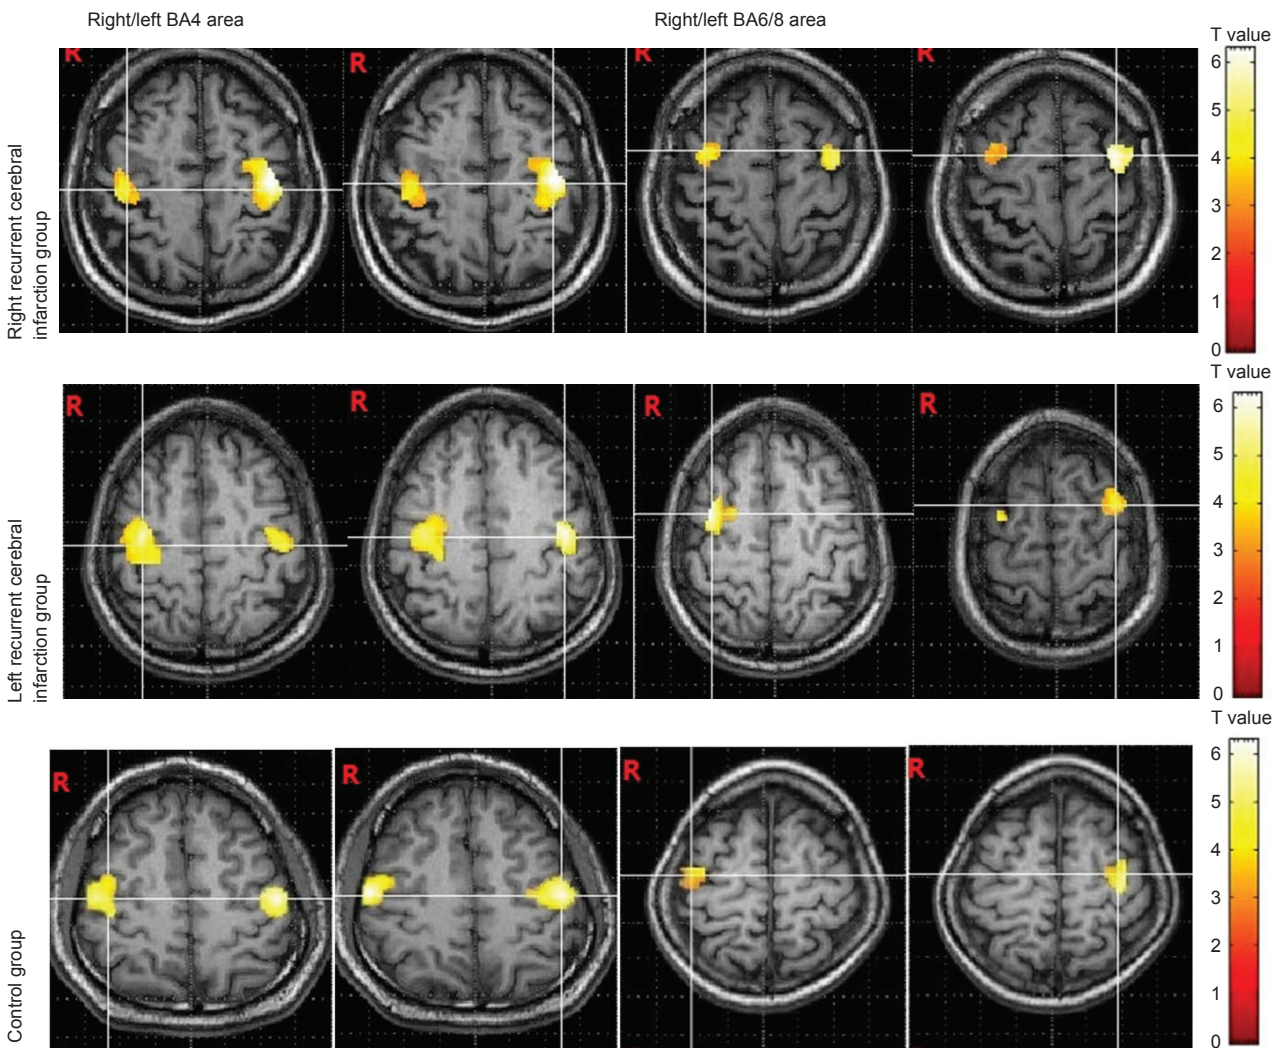 Right/left BA4 area
Right/left BA6/8 area
T value
R
R
R
R
6
5
4
3
2
1
0
Right recurrent cerebral
infarction group
T value
R
R
R
R
6
5
4
3
2
1
0
Left recurrent cerebral
infarction group
T value
R
R
R
R
6
5
4
3
2
1
0
Control group